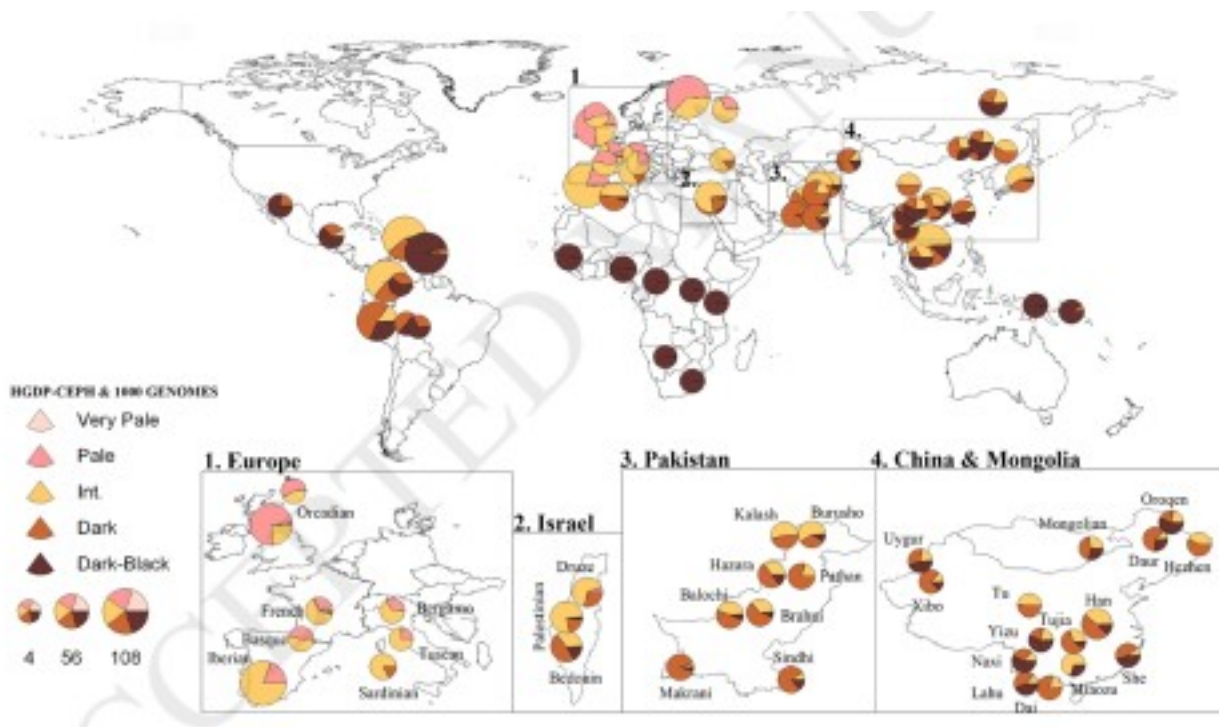 1
2.
3.
4.
HGDP-CEPH & 1000 GENOMES
Very Pale
Pale
Int.
Dark
Dark-Black
4 56 108
1. Europe
Orcadian
French
Bergamo
Basque
Tuscan
Iberian
Sardinian
2. Israel
Druze
Palestinian
Bedouin
3. Pakistan
Kalash
Burusho
Hazara
Pathan
Balochi
Brahui
Makrani
Sindhi
4. China & Mongolia
Oroqen
Mongolian
Uygur
Daur
Hezhen
Xibo
Tu
Han
Tujia
Yizu
Naxi
Miaozu
She
Lahu
Dai